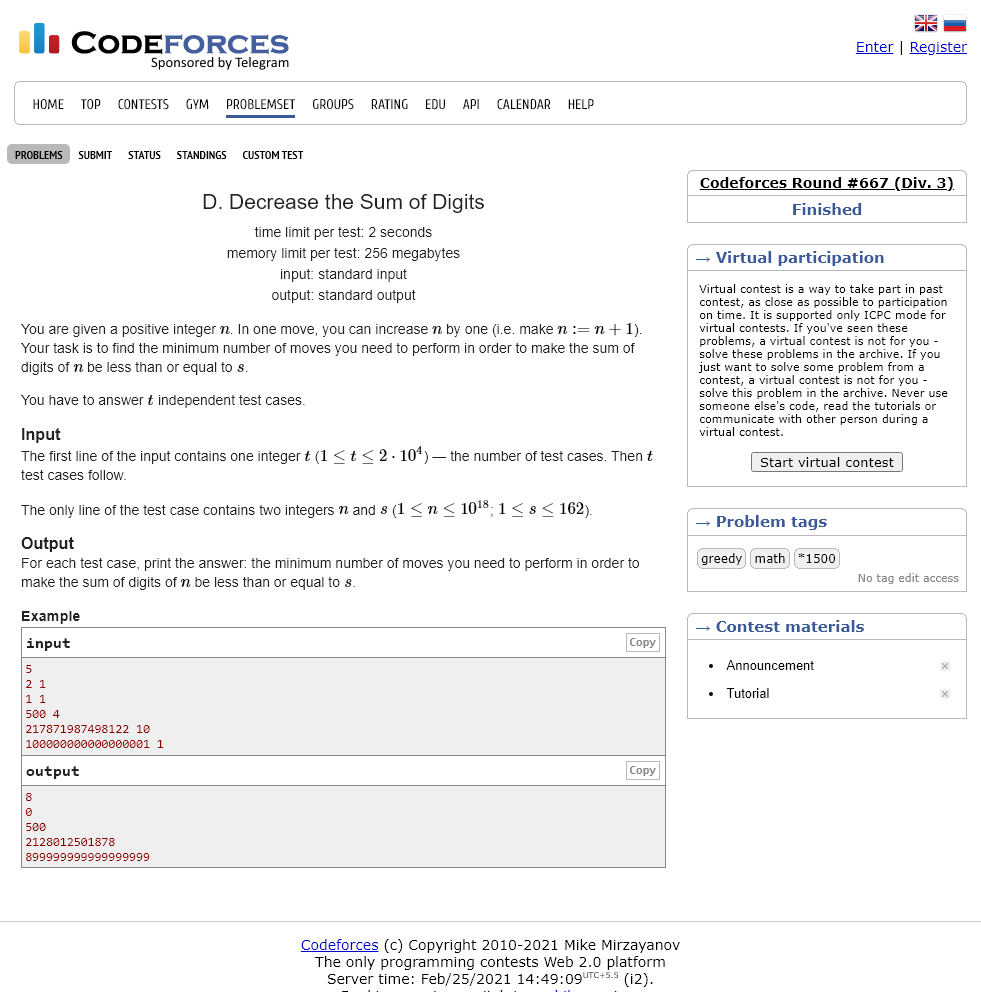 CODEFORCES
Sponsored by Telegram
Enter | Register
HOME TOP CONTESTS GYM PROBLEMSET GROUPS RATING EDU API CALENDAR HELP
PROBLEMS SUBMIT STATUS STANDINGS CUSTOM TEST
D. Decrease the Sum of Digits
time limit per test: 2 seconds
memory limit per test: 256 megabytes
input: standard input
output: standard output
You are given a positive integer n. In one move, you can increase n by one (i.e. make n := n + 1).
Your task is to find the minimum number of moves you need to perform in order to make the sum of
digits of n be less than or equal to s.
You have to answer t independent test cases.
Input
The first line of the input contains one integer t (1 ≤ t ≤ 2 · 10⁴) — the number of test cases. Then t
test cases follow.
The only line of the test case contains two integers n and s (1 ≤ n ≤ 10¹⁸; 1 ≤ s ≤ 162).
Output
For each test case, print the answer: the minimum number of moves you need to perform in order to
make the sum of digits of n be less than or equal to s.
Example
input Copy
5
2 1
1 1
500 4
217871987498122 10
100000000000000001 1
output Copy
8
0
500
2128012501878
899999999999999999
Codeforces Round #667 (Div. 3)
Finished
→ Virtual participation
Virtual contest is a way to take part in past
contest, as close as possible to participation
on time. It is supported only ICPC mode for
virtual contests. If you've seen these
problems, a virtual contest is not for you -
solve these problems in the archive. If you
just want to solve some problem from a
contest, a virtual contest is not for you -
solve this problem in the archive. Never use
someone else's code, read the tutorials or
communicate with other person during a
virtual contest.
Start virtual contest
→ Problem tags
greedy math *1500
No tag edit access
→ Contest materials
• Announcement
• Tutorial
Codeforces (c) Copyright 2010-2021 Mike Mirzayanov
The only programming contests Web 2.0 platform
Server time: Feb/25/2021 14:49:09 UTC+5.5 (i2).